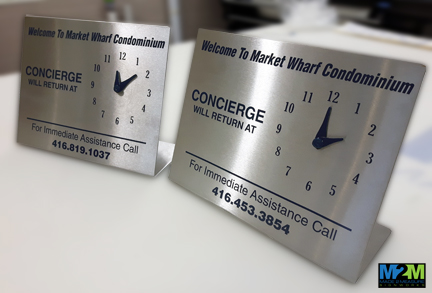 Welcome To Market Wharf Condominium
CONCIERGE
WILL RETURN AT
12
1
2
3
4
5
6
7
8
9
10
11
For Immediate Assistance Call
416.819.1037
Welcome To Market Wharf Condominium
CONCIERGE
WILL RETURN AT
12
1
2
3
4
5
6
7
8
9
10
11
For Immediate Assistance Call
416.453.3854
M2M